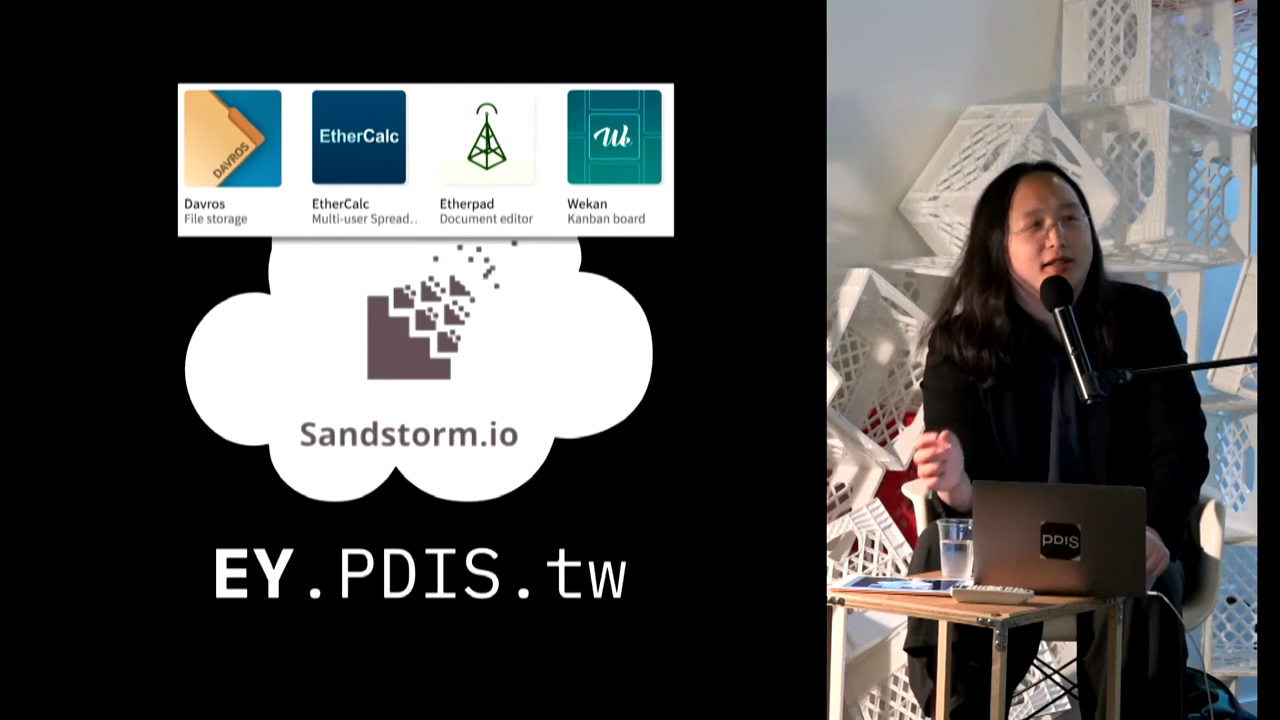 DAVROS
EtherCalc
We
Davros
File storage
EtherCalc
Multi-user Spread..
Etherpad
Document editor
Wekan
Kanban board
Sandstorm.io
EY.PDIS.tw
PDIS